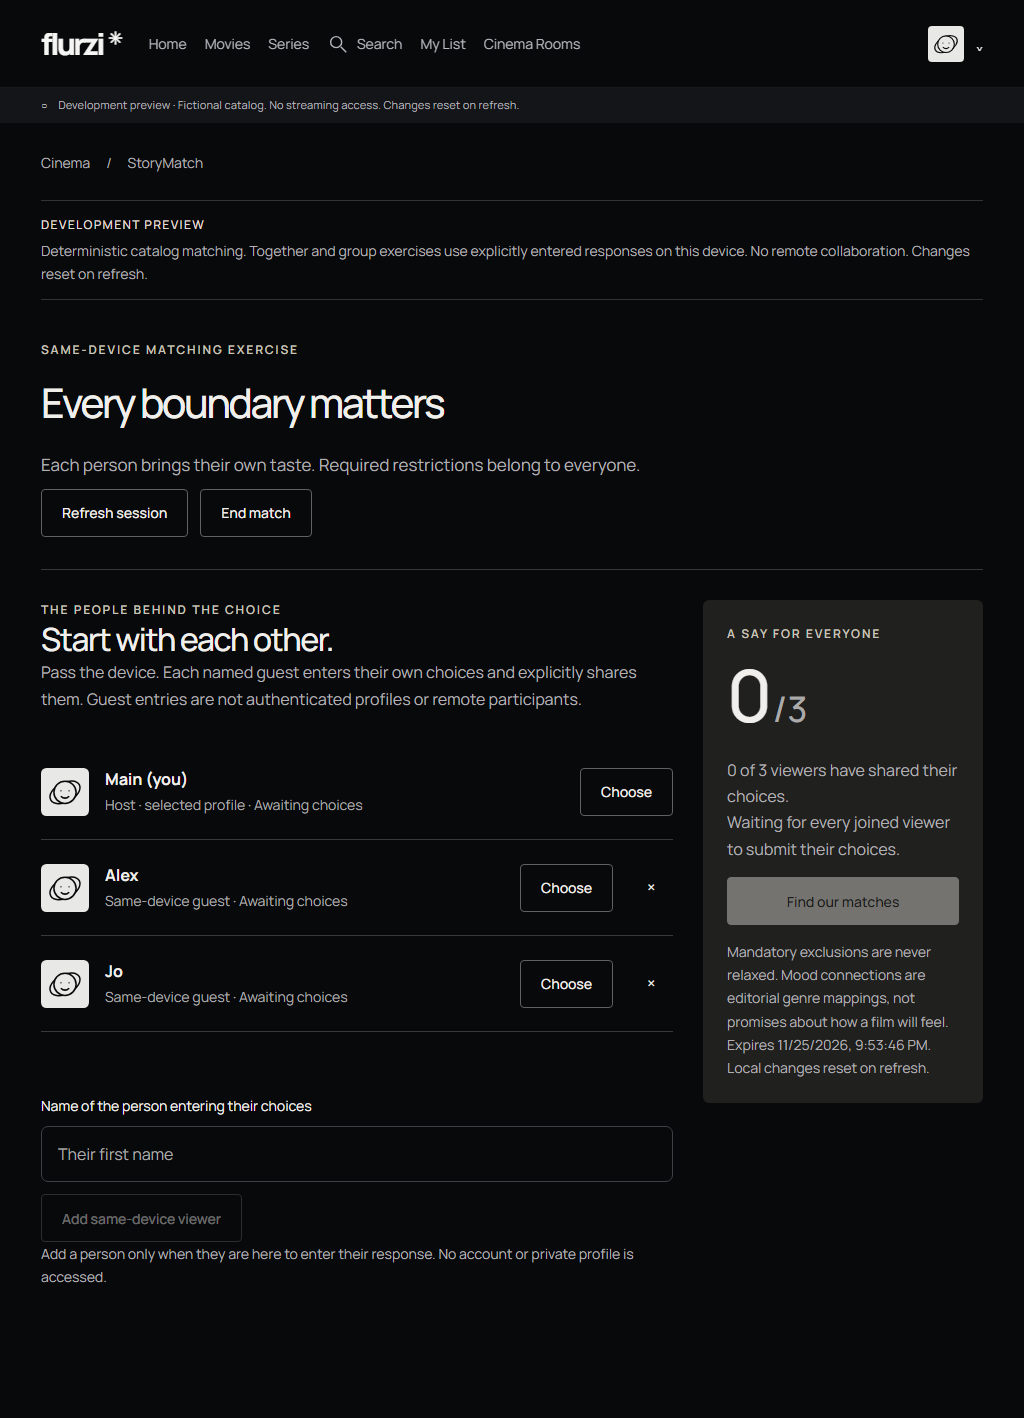 flurzi*
Home Movies Series Search My List Cinema Rooms
Development preview · Fictional catalog. No streaming access. Changes reset on refresh.
Cinema / StoryMatch
DEVELOPMENT PREVIEW
Deterministic catalog matching. Together and group exercises use explicitly entered responses on this device. No remote collaboration. Changes
reset on refresh.
SAME-DEVICE MATCHING EXERCISE
Every boundary matters
Each person brings their own taste. Required restrictions belong to everyone.
Refresh session End match
THE PEOPLE BEHIND THE CHOICE
Start with each other.
Pass the device. Each named guest enters their own choices and explicitly shares
them. Guest entries are not authenticated profiles or remote participants.
Main (you)
Host · selected profile · Awaiting choices
Choose
Alex
Same-device guest · Awaiting choices
Choose ×
Jo
Same-device guest · Awaiting choices
Choose ×
Name of the person entering their choices
Their first name
Add same-device viewer
Add a person only when they are here to enter their response. No account or private profile is
accessed.
A SAY FOR EVERYONE
0/3
0 of 3 viewers have shared their
choices.
Waiting for every joined viewer
to submit their choices.
Find our matches
Mandatory exclusions are never
relaxed. Mood connections are
editorial genre mappings, not
promises about how a film will feel.
Expires 11/25/2026, 9:53:46 PM.
Local changes reset on refresh.